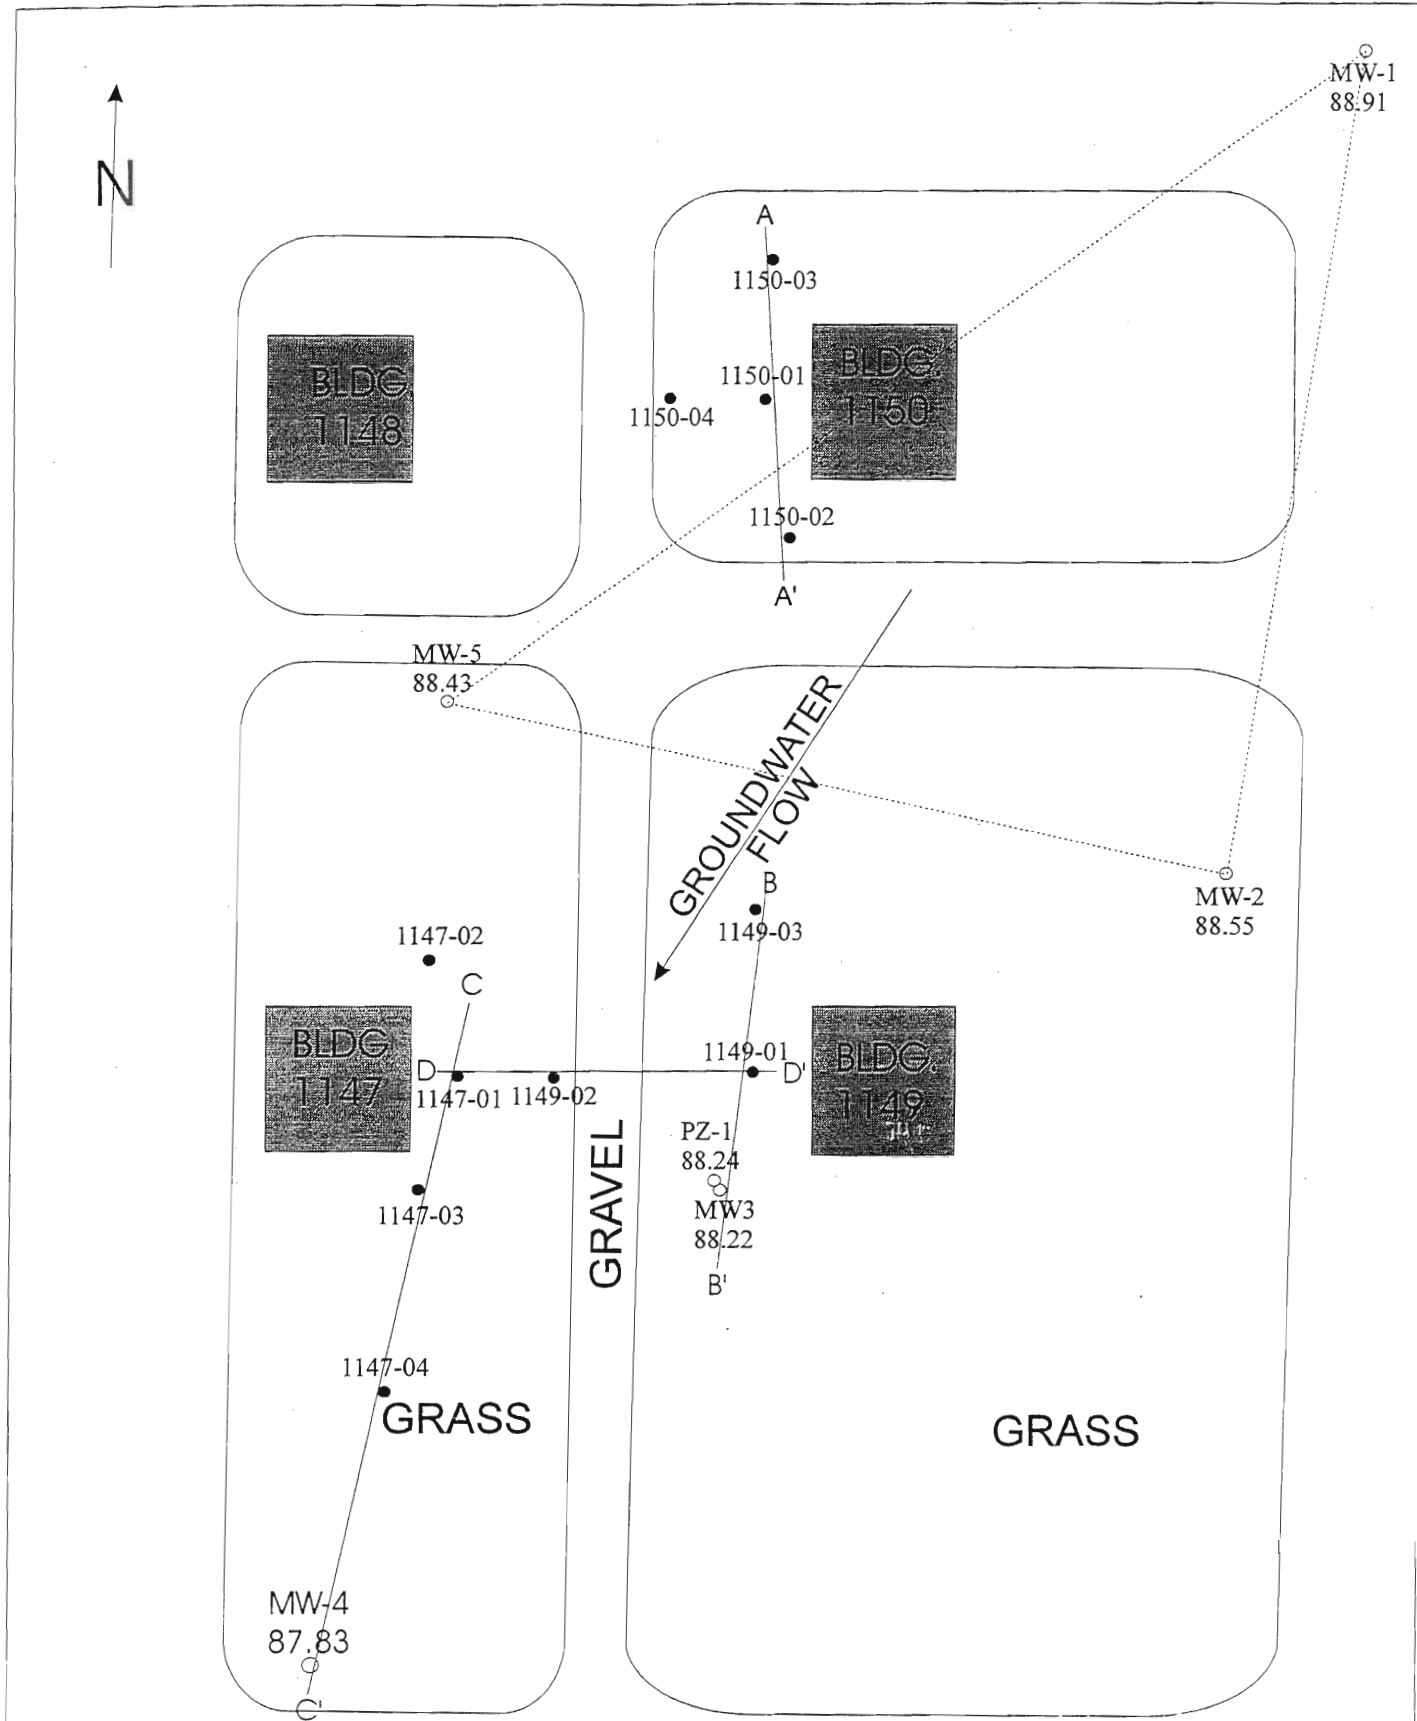 MW-1
88.91
N
A
1150-03
BLDG.
1148
1150-01
1150-04
BLDG.
1150
1150-02
A'
MW-5
88.43
GROUNDWATER
FLOW
B
1149-03
MW-2
88.55
1147-02
C
BLDG.
1147
D
1147-01
1149-02
1149-01
D'
BLDG.
1149
PZ-1
88.24
MW3
88.22
B'
1147-03
GRAVEL
1147-04
GRASS
GRASS
MW-4
87.83
C'